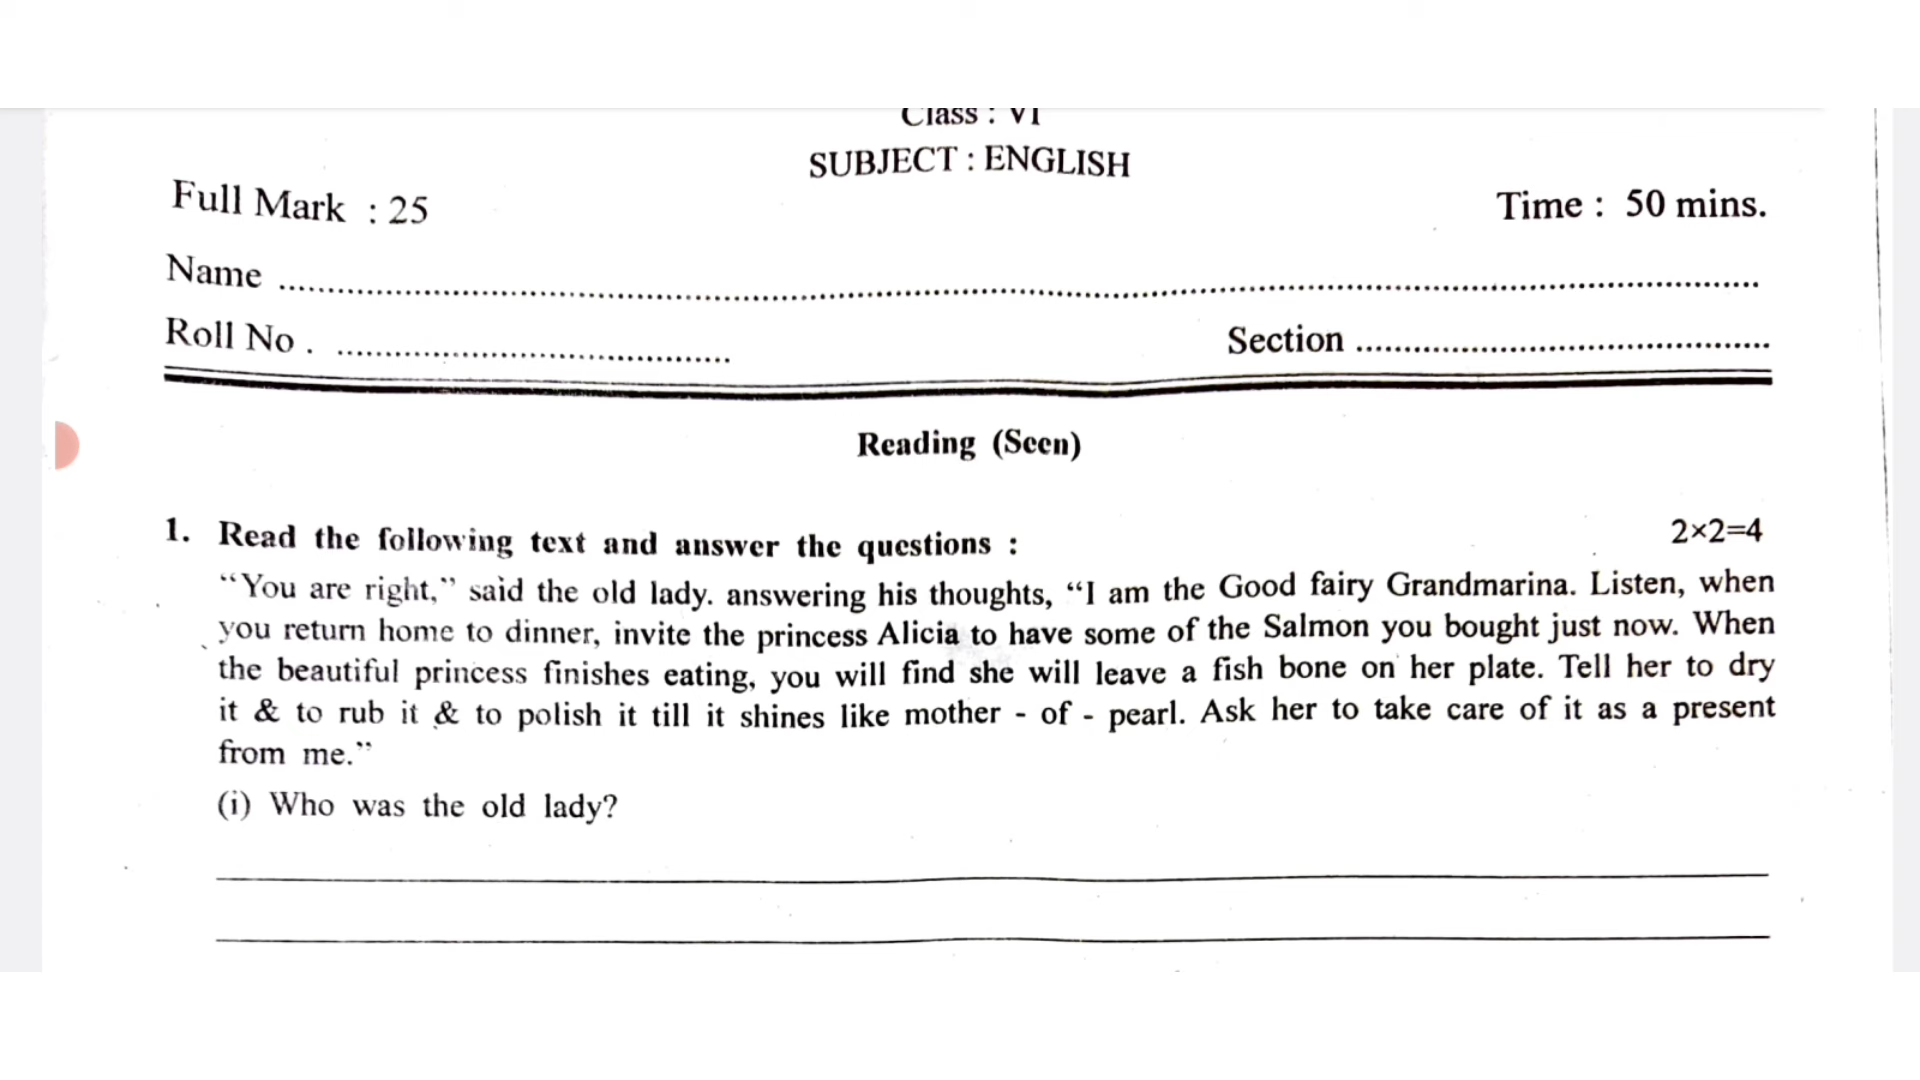 Class : VI
SUBJECT : ENGLISH
Full Mark : 25
Time : 50 mins.
Name ........................................................................................................
Roll No . ........................................
Section ...........................................
Reading (Seen)
1. Read the following text and answer the questions : 2×2=4
“You are right,” said the old lady. answering his thoughts, “I am the Good fairy Grandmarina. Listen, when
you return home to dinner, invite the princess Alicia to have some of the Salmon you bought just now. When
the beautiful princess finishes eating, you will find she will leave a fish bone on her plate. Tell her to dry
it & to rub it & to polish it till it shines like mother - of - pearl. Ask her to take care of it as a present
from me.”
(i) Who was the old lady?